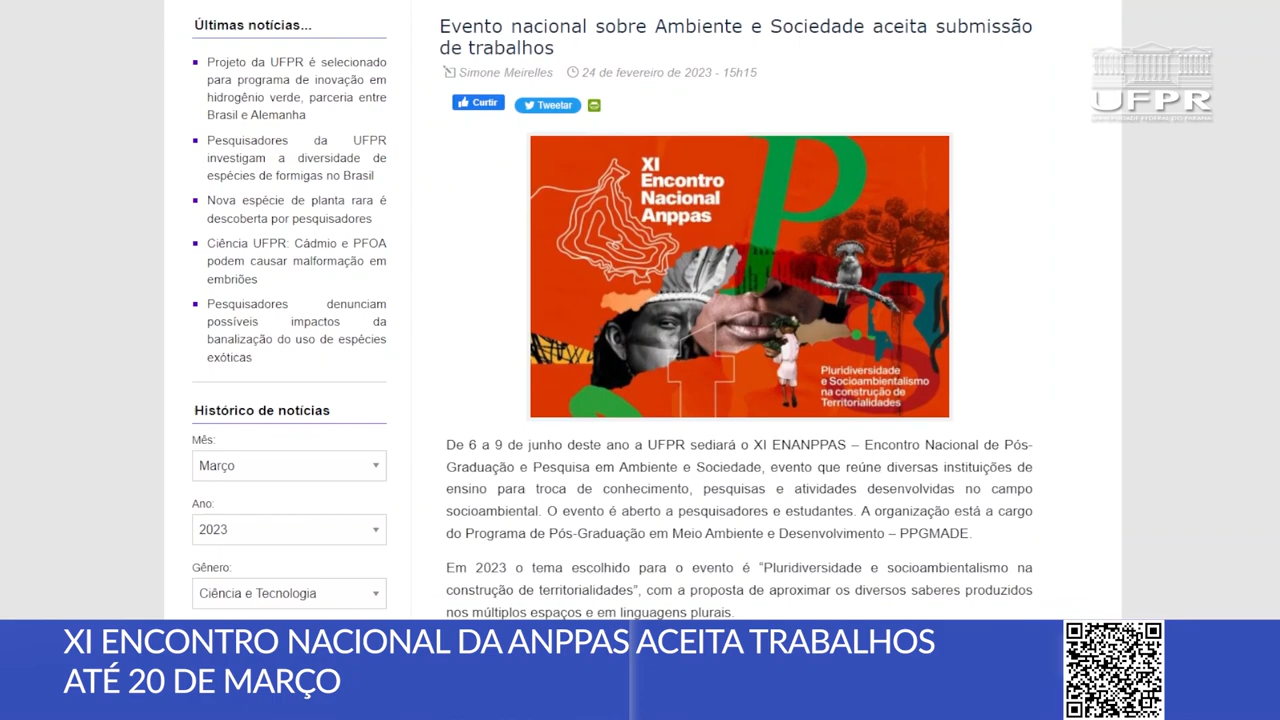 Últimas notícias...
Projeto da UFPR é selecionado
para programa de inovação em
hidrogênio verde, parceria entre
Brasil e Alemanha
Pesquisadores da UFPR
investigam a diversidade de
espécies de formigas no Brasil
Nova espécie de planta rara é
descoberta por pesquisadores
Ciência UFPR: Cádmio e PFOA
podem causar malformação em
embriões
Pesquisadores denunciam
possíveis impactos da
banalização do uso de espécies
exóticas
Histórico de notícias
Mês:
Março
Ano:
2023
Gênero:
Ciência e Tecnologia
Evento nacional sobre Ambiente e Sociedade aceita submissão
de trabalhos
Simone Meirelles 24 de fevereiro de 2023 - 15h15
Curtir Tweetar
XI
Encontro
Nacional
Anppas
Pluridiversidade
e Socioambientalismo
na construção de
Territorialidades
De 6 a 9 de junho deste ano a UFPR sediará o XI ENANPPAS – Encontro Nacional de Pós-
Graduação e Pesquisa em Ambiente e Sociedade, evento que reúne diversas instituições de
ensino para troca de conhecimento, pesquisas e atividades desenvolvidas no campo
socioambiental. O evento é aberto a pesquisadores e estudantes. A organização está a cargo
do Programa de Pós-Graduação em Meio Ambiente e Desenvolvimento – PPGMADE.
Em 2023 o tema escolhido para o evento é “Pluridiversidade e socioambientalismo na
construção de territorialidades”, com a proposta de aproximar os diversos saberes produzidos
nos múltiplos espaços e em linguagens plurais.
UFPR
UNIVERSIDADE FEDERAL DO PARANÁ
XI ENCONTRO NACIONAL DA ANPPAS ACEITA TRABALHOS
ATÉ 20 DE MARÇO